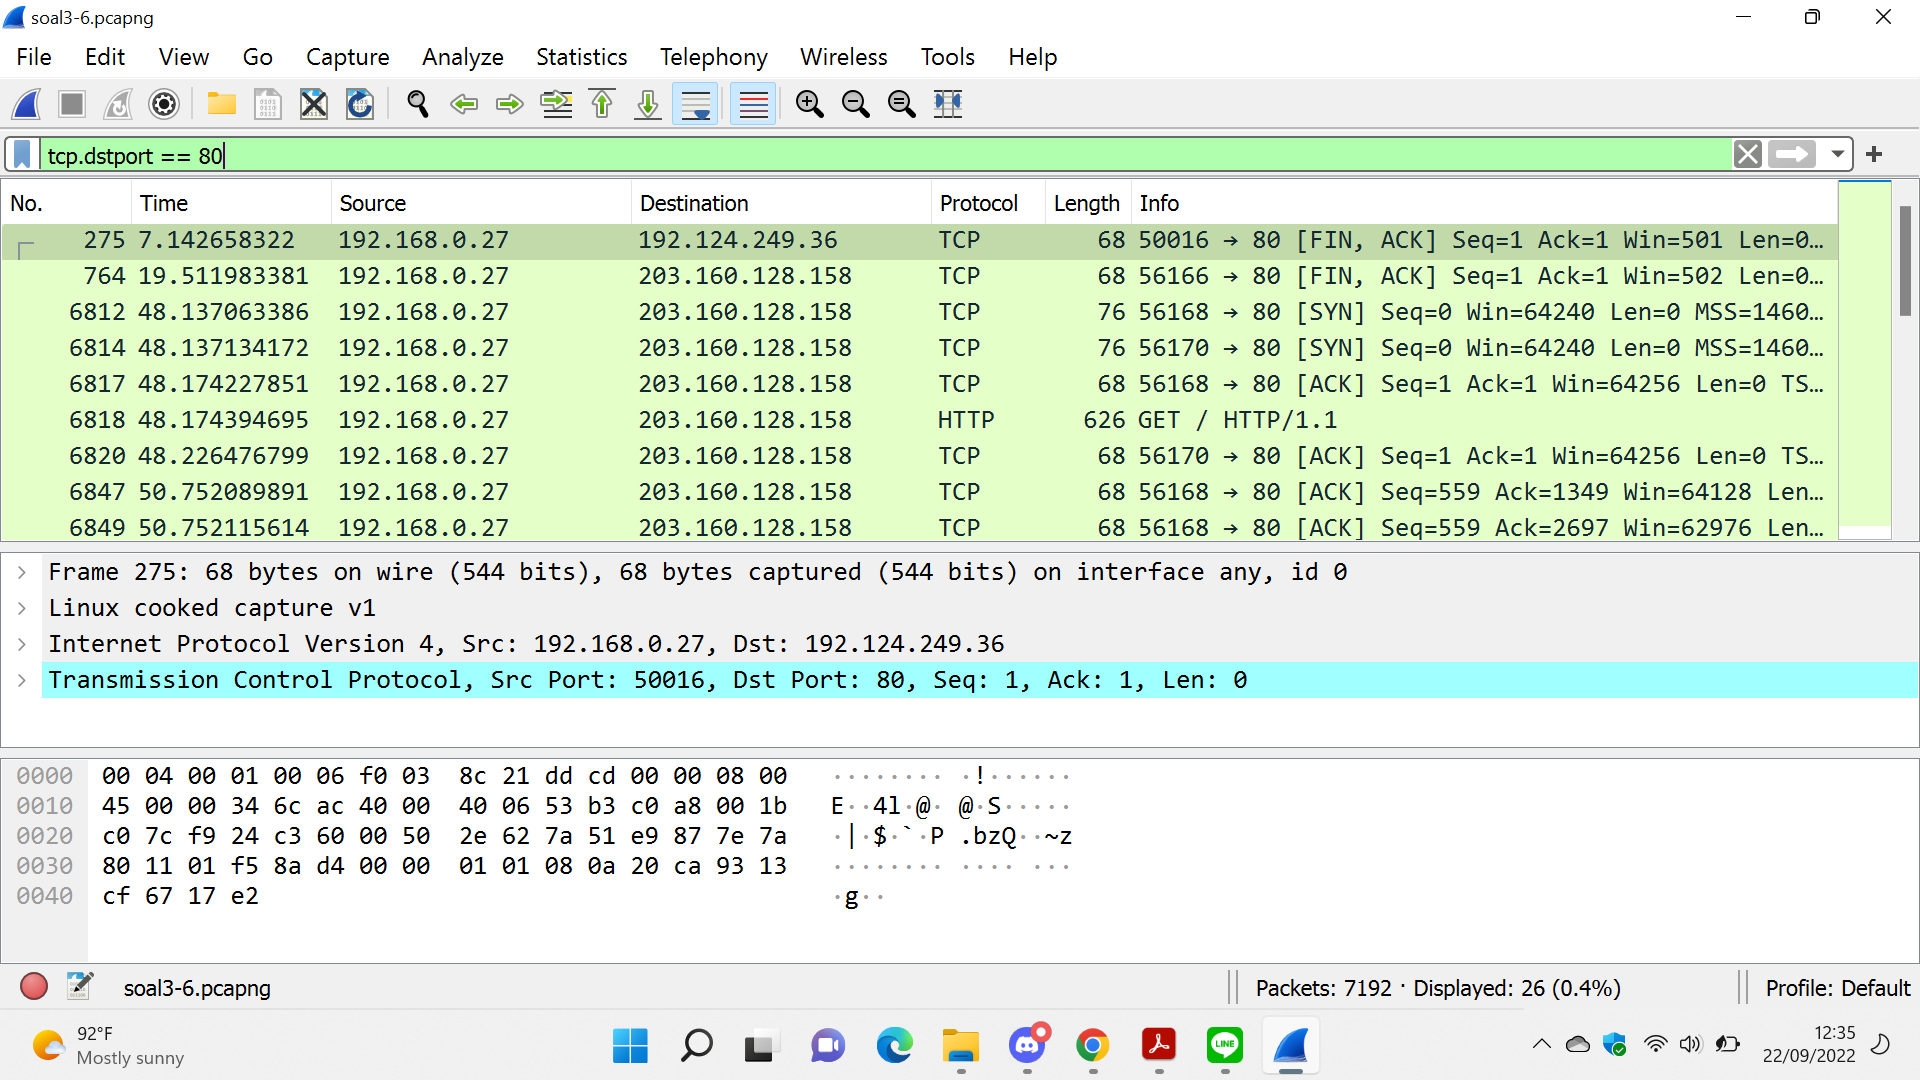 soal3-6.pcapng
File Edit View Go Capture Analyze Statistics Telephony Wireless Tools Help
tcp.dstport == 80
No. Time Source Destination Protocol Length Info
275 7.142658322 192.168.0.27 192.124.249.36 TCP 68 50016 → 80 [FIN, ACK] Seq=1 Ack=1 Win=501 Len=0…
764 19.511983381 192.168.0.27 203.160.128.158 TCP 68 56166 → 80 [FIN, ACK] Seq=1 Ack=1 Win=502 Len=0…
6812 48.137063386 192.168.0.27 203.160.128.158 TCP 76 56168 → 80 [SYN] Seq=0 Win=64240 Len=0 MSS=1460…
6814 48.137134172 192.168.0.27 203.160.128.158 TCP 76 56170 → 80 [SYN] Seq=0 Win=64240 Len=0 MSS=1460…
6817 48.174227851 192.168.0.27 203.160.128.158 TCP 68 56168 → 80 [ACK] Seq=1 Ack=1 Win=64256 Len=0 TS…
6818 48.174394695 192.168.0.27 203.160.128.158 HTTP 626 GET / HTTP/1.1
6820 48.226476799 192.168.0.27 203.160.128.158 TCP 68 56170 → 80 [ACK] Seq=1 Ack=1 Win=64256 Len=0 TS…
6847 50.752089891 192.168.0.27 203.160.128.158 TCP 68 56168 → 80 [ACK] Seq=559 Ack=1349 Win=64128 Len…
6849 50.752115614 192.168.0.27 203.160.128.158 TCP 68 56168 → 80 [ACK] Seq=559 Ack=2697 Win=62976 Len…
Frame 275: 68 bytes on wire (544 bits), 68 bytes captured (544 bits) on interface any, id 0
Linux cooked capture v1
Internet Protocol Version 4, Src: 192.168.0.27, Dst: 192.124.249.36
Transmission Control Protocol, Src Port: 50016, Dst Port: 80, Seq: 1, Ack: 1, Len: 0
0000 00 04 00 01 00 06 f0 03 8c 21 dd cd 00 00 08 00 ········ ·!······
0010 45 00 00 34 6c ac 40 00 40 06 53 b3 c0 a8 00 1b E··4l·@· @·S·····
0020 c0 7c f9 24 c3 60 00 50 2e 62 7a 51 e9 87 7e 7a ·|·$·`·P .bzQ··~z
0030 80 11 01 f5 8a d4 00 00 01 01 08 0a 20 ca 93 13 ········ ···· ···
0040 cf 67 17 e2 ·g··
soal3-6.pcapng Packets: 7192 · Displayed: 26 (0.4%) Profile: Default
92°F
Mostly sunny
LINE
12:35
22/09/2022